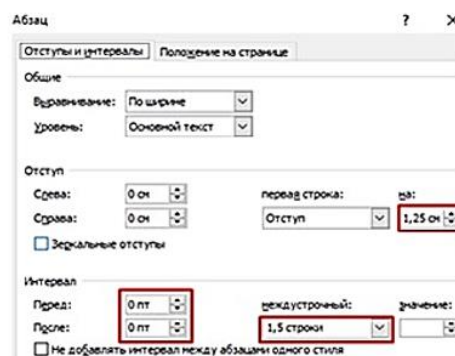 Абзац ? ×
Отступы и интервалы Положение на странице
Общие
Выравнивание: По ширине
Уровень: Основной текст
Отступ
Слева: 0 см первая строка: на:
Справа: 0 см Отступ 1,25 см
Зеркальные отступы
Интервал
Перед: 0 пт междустрочный: значение:
После: 0 пт 1,5 строки
Не добавлять интервал между абзацами одного стиля